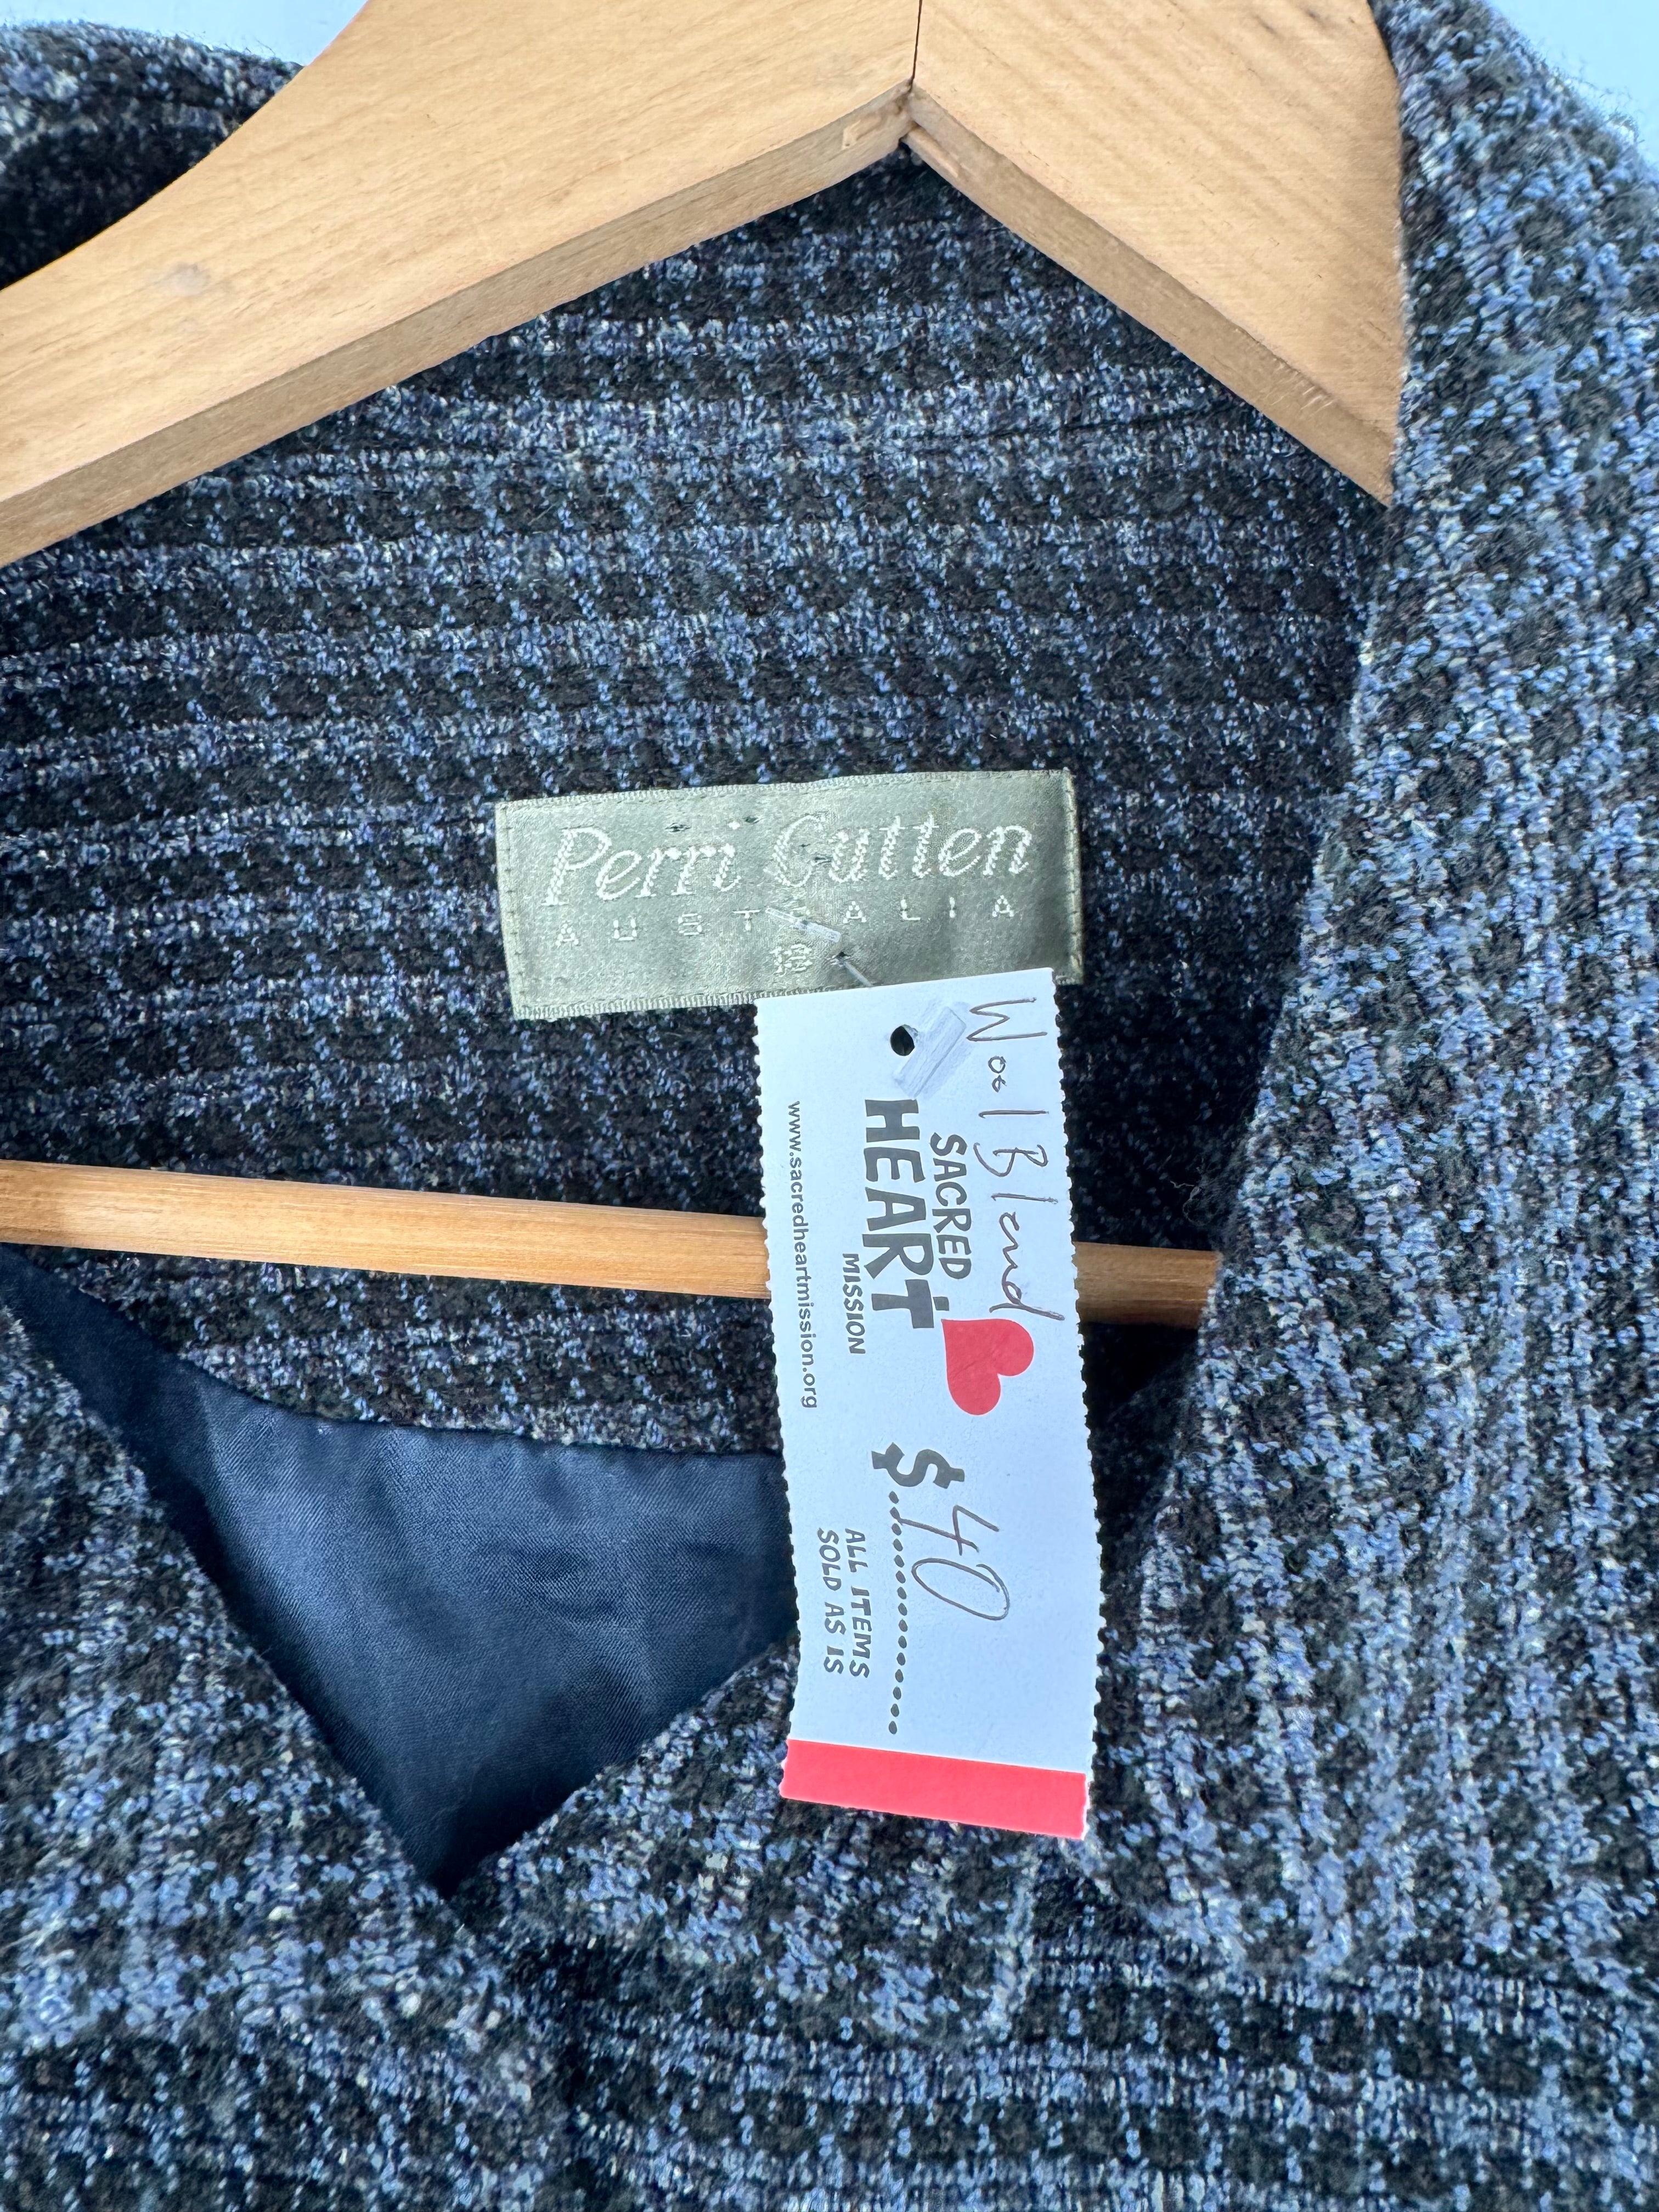 Perri Cutten
AUSTRALIA
Wool Blend
SACRED
HEART
MISSION
www.sacredheartmission.org
$40
ALL ITEMS
SOLD AS IS